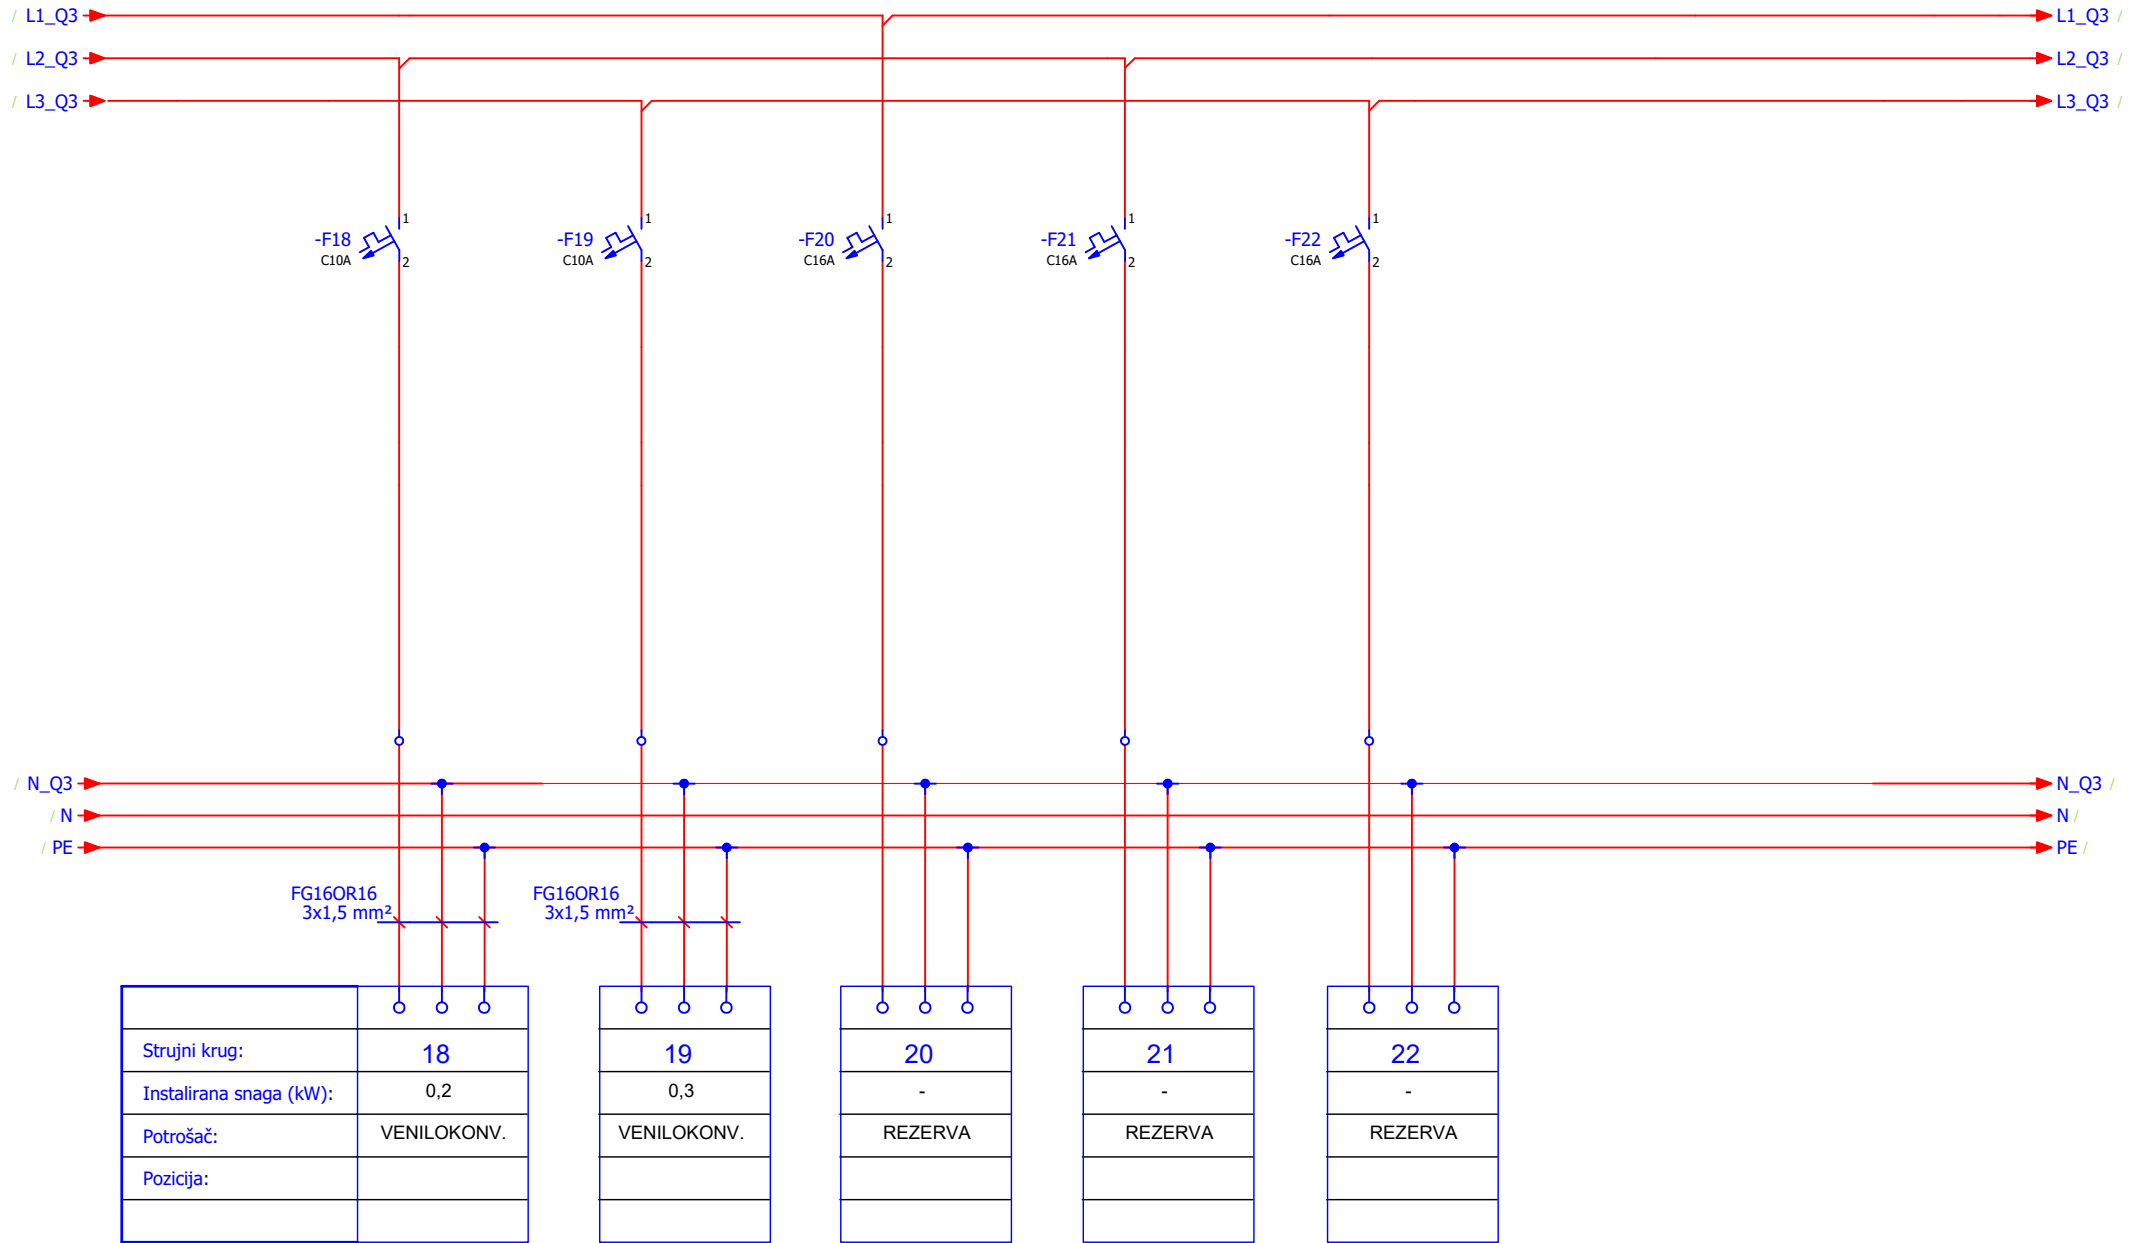 / L1_Q3
L1_Q3 /
/ L2_Q3
L2_Q3 /
/ L3_Q3
L3_Q3 /
-F18
C10A
1
2
-F19
C10A
1
2
-F20
C16A
1
2
-F21
C16A
1
2
-F22
C16A
1
2
/ N_Q3
N_Q3 /
/ N
N /
/ PE
PE /
FG16OR16
3x1,5 mm²
FG16OR16
3x1,5 mm²
Strujni krug: 18 19 20 21 22
Instalirana snaga (kW): 0,2 0,3 - - -
Potrošač: VENILOKONV. VENILOKONV. REZERVA REZERVA REZERVA
Pozicija: